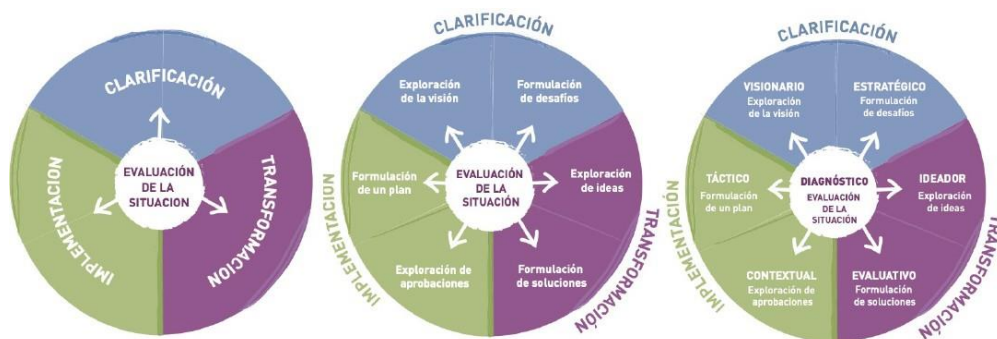 CLARIFICACIÓN
TRANSFORMACION
IMPLEMENTACION
EVALUACIÓN
DE LA
SITUACION
CLARIFICACIÓN
Exploración
de la visión
Formulación
de desafíos
Formulación
de un plan
EVALUACIÓN
DE LA
SITUACIÓN
Exploración
de ideas
Exploración de
aprobaciones
Formulación
de soluciones
IMPLEMENTACION
TRANSFORMACIÓN
CLARIFICACIÓN
VISIONARIO
Exploración
de la visión
ESTRATÉGICO
Formulación
de desafíos
TÁCTICO
Formulación
de un plan
DIAGNÓSTICO
EVALUACIÓN
DE LA
SITUACIÓN
IDEADOR
Exploración
de ideas
CONTEXTUAL
Exploración de
aprobaciones
EVALUATIVO
Formulación
de soluciones
IMPLEMENTACIÓN
TRANSFORMACIÓN